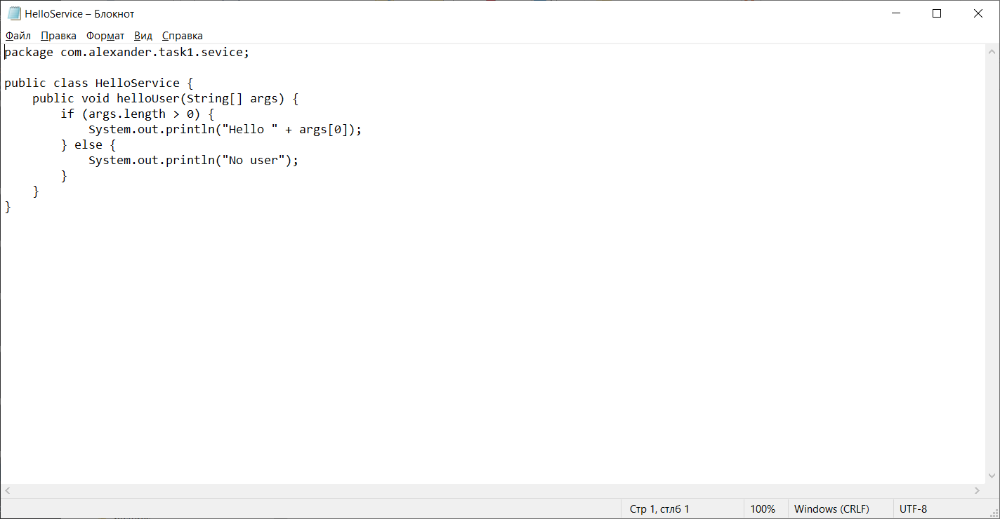 HelloService – Блокнот
Файл Правка Формат Вид Справка
package com.alexander.task1.sevice;
public class HelloService {
    public void helloUser(String[] args) {
        if (args.length > 0) {
            System.out.println("Hello " + args[0]);
        } else {
            System.out.println("No user");
        }
    }
}
Стр 1, стлб 1 100% Windows (CRLF) UTF-8